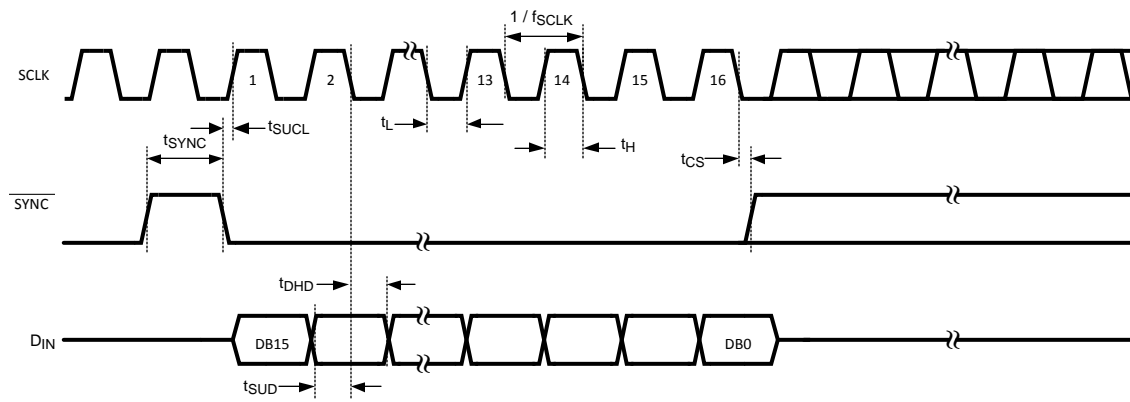 1 / fSCLK
SCLK
1
2
13
14
15
16
tSUCL
tL
tH
tSYNC
tCS
SYNC
tDHD
DIN
DB15
DB0
tSUD